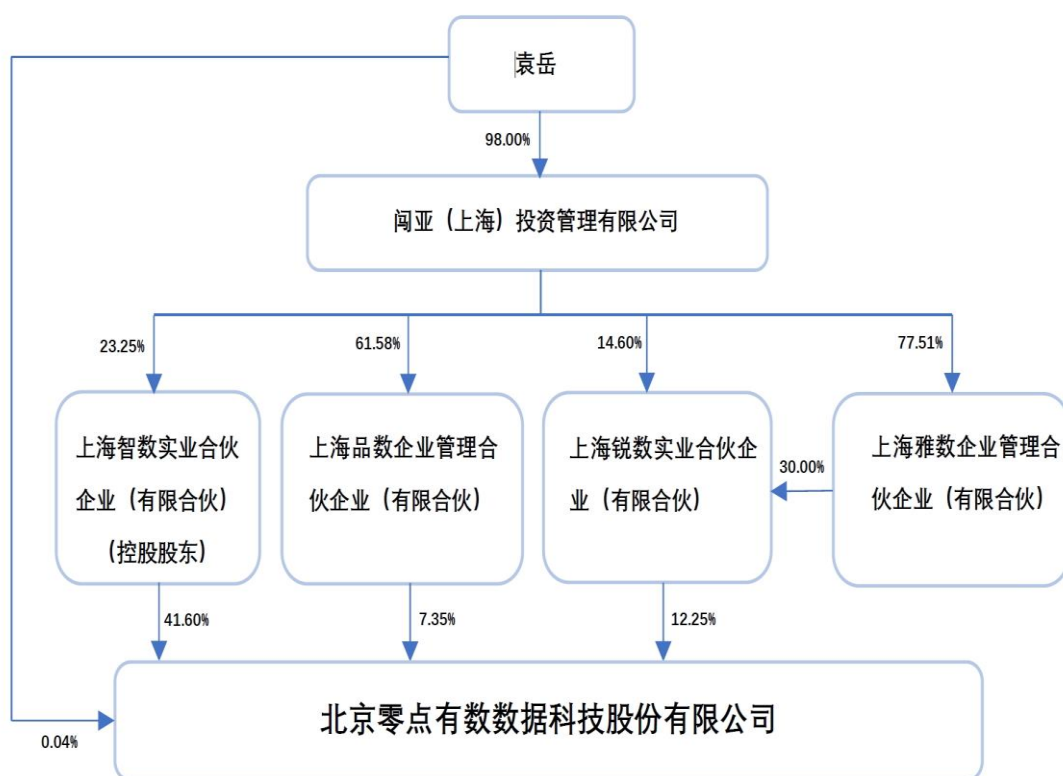 袁岳
98.00%
闯亚（上海）投资管理有限公司
23.25%
61.58%
14.60%
77.51%
上海智数实业合伙
企业（有限合伙）
（控股股东）
上海品数企业管理合
伙企业（有限合伙）
上海锐数实业合伙企
业（有限合伙）
30.00%
上海雅数企业管理合
伙企业（有限合伙）
41.60%
7.35%
12.25%
北京零点有数数据科技股份有限公司
0.04%